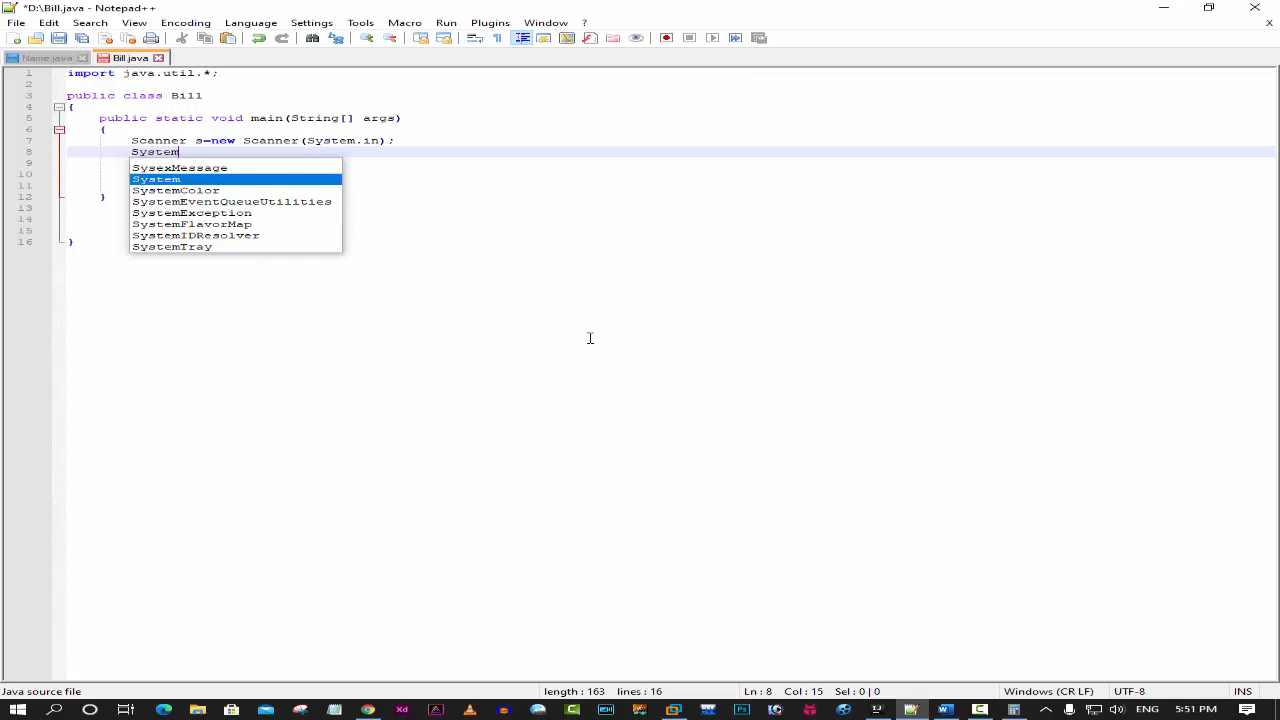 *D:\Bill.java - Notepad++
File Edit Search View Encoding Language Settings Tools Macro Run Plugins Window ? X
Name.java Bill.java
1 import java.util.*;
2
3 public class Bill
4 {
5 public static void main(String[] args)
6 {
7 Scanner s=new Scanner(System.in);
8 System
9 SysexMessage
10 System
11 SystemColor
12 } SystemEventQueueUtilities
13 SystemException
14 SystemFlavorMap
15 SystemIDResolver
16 } SystemTray
Java source file length : 163 lines : 16 Ln : 8 Col : 15 Sel : 0 | 0 Windows (CR LF) UTF-8 INS
Xd Ps W C ENG 5:51 PM